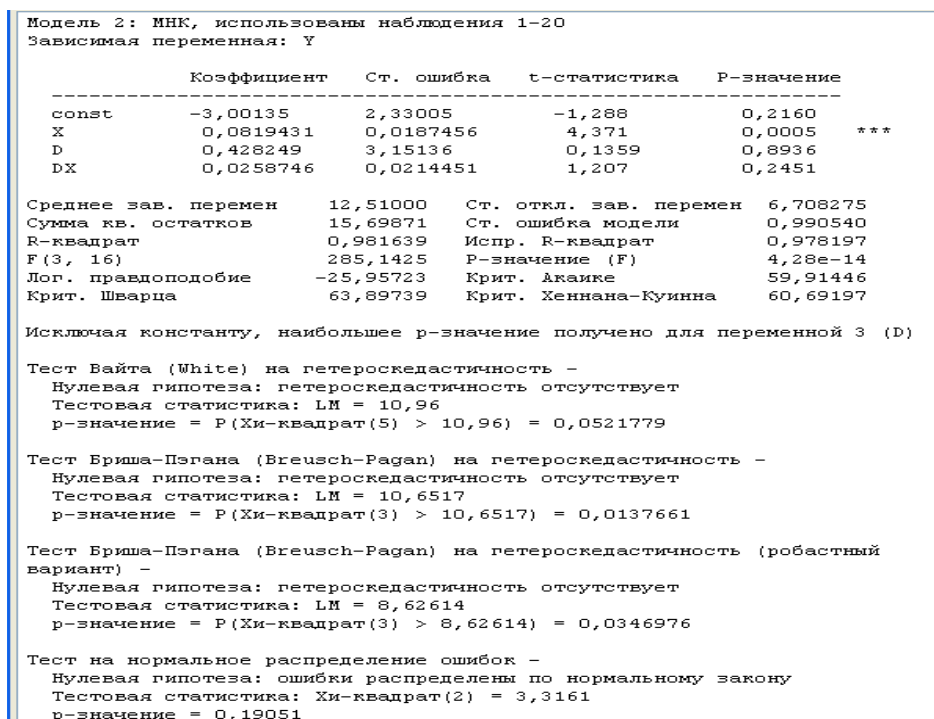 Модель 2: МНК, использованы наблюдения 1-20
Зависимая переменная: Y
Коэффициент Ст. ошибка t-статистика P-значение
---------------------------------------------------------------
const -3,00135 2,33005 -1,288 0,2160
X 0,0819431 0,0187456 4,371 0,0005 ***
D 0,428249 3,15136 0,1359 0,8936
DX 0,0258746 0,0214451 1,207 0,2451
Среднее зав. перемен 12,51000 Ст. откл. зав. перемен 6,708275
Сумма кв. остатков 15,69871 Ст. ошибка модели 0,990540
R-квадрат 0,981639 Испр. R-квадрат 0,978197
F(3, 16) 285,1425 P-значение (F) 4,28e-14
Лог. правдоподобие -25,95723 Крит. Акаике 59,91446
Крит. Шварца 63,89739 Крит. Хеннана-Куинна 60,69197
Исключая константу, наибольшее p-значение получено для переменной 3 (D)
Тест Вайта (White) на гетероскедастичность -
Нулевая гипотеза: гетероскедастичность отсутствует
Тестовая статистика: LM = 10,96
p-значение = P(Хи-квадрат(5) > 10,96) = 0,0521779
Тест Бриша-Пэгана (Breusch-Pagan) на гетероскедастичность -
Нулевая гипотеза: гетероскедастичность отсутствует
Тестовая статистика: LM = 10,6517
p-значение = P(Хи-квадрат(3) > 10,6517) = 0,0137661
Тест Бриша-Пэгана (Breusch-Pagan) на гетероскедастичность (робастный
вариант) -
Нулевая гипотеза: гетероскедастичность отсутствует
Тестовая статистика: LM = 8,62614
p-значение = P(Хи-квадрат(3) > 8,62614) = 0,0346976
Тест на нормальное распределение ошибок -
Нулевая гипотеза: ошибки распределены по нормальному закону
Тестовая статистика: Хи-квадрат(2) = 3,3161
p-значение = 0,19051